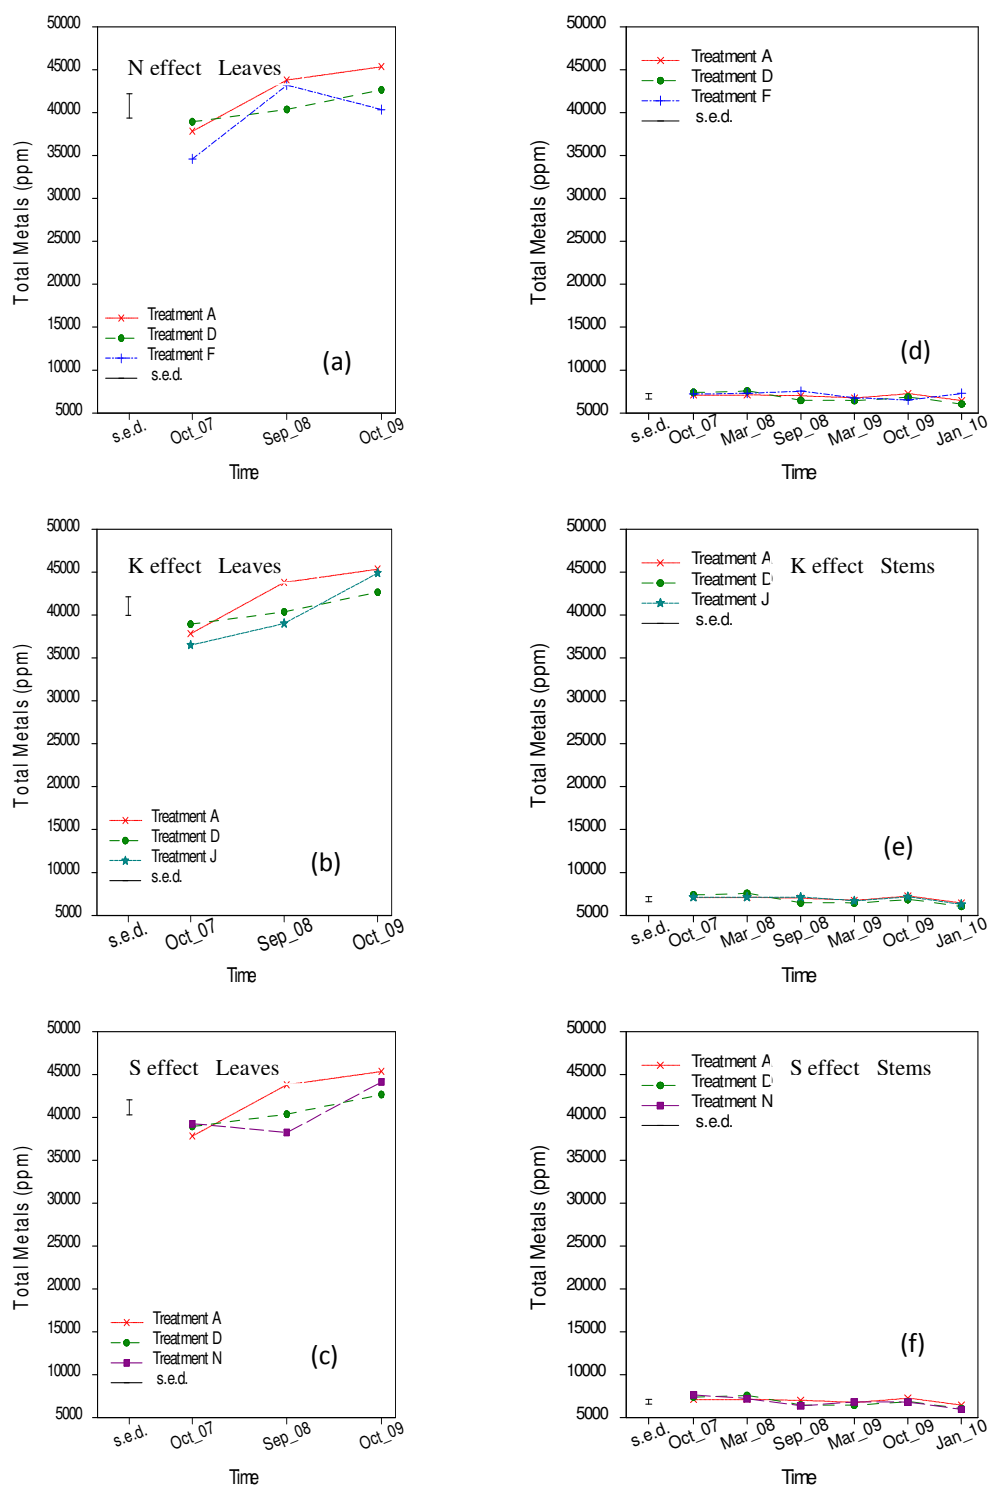 50000
45000
40000
35000
30000
25000
20000
15000
10000
5000
Total Metals (ppm)
N effect Leaves
Treatment A
Treatment D
Treatment F
s.e.d.
(a)
s.e.d.
Oct_07
Sep_08
Oct_09
Time
50000
45000
40000
35000
30000
25000
20000
15000
10000
5000
Total Metals (ppm)
Treatment A
Treatment D
Treatment F
s.e.d.
(d)
s.e.d.
Oct_07
Mar_08
Sep_08
Mar_09
Oct_09
Jan_10
Time
50000
45000
40000
35000
30000
25000
20000
15000
10000
5000
Total Metals (ppm)
K effect Leaves
Treatment A
Treatment D
Treatment J
s.e.d.
(b)
s.e.d.
Oct_07
Sep_08
Oct_09
Time
50000
45000
40000
35000
30000
25000
20000
15000
10000
5000
Total Metals (ppm)
Treatment A
Treatment D
Treatment J
s.e.d.
K effect Stems
(e)
s.e.d.
Oct_07
Mar_08
Sep_08
Mar_09
Oct_09
Jan_10
Time
50000
45000
40000
35000
30000
25000
20000
15000
10000
5000
Total Metals (ppm)
S effect Leaves
Treatment A
Treatment D
Treatment N
s.e.d.
(c)
s.e.d.
Oct_07
Sep_08
Oct_09
Time
50000
45000
40000
35000
30000
25000
20000
15000
10000
5000
Total Metals (ppm)
Treatment A
Treatment D
Treatment N
s.e.d.
S effect Stems
(f)
s.e.d.
Oct_07
Mar_08
Sep_08
Mar_09
Oct_09
Jan_10
Time